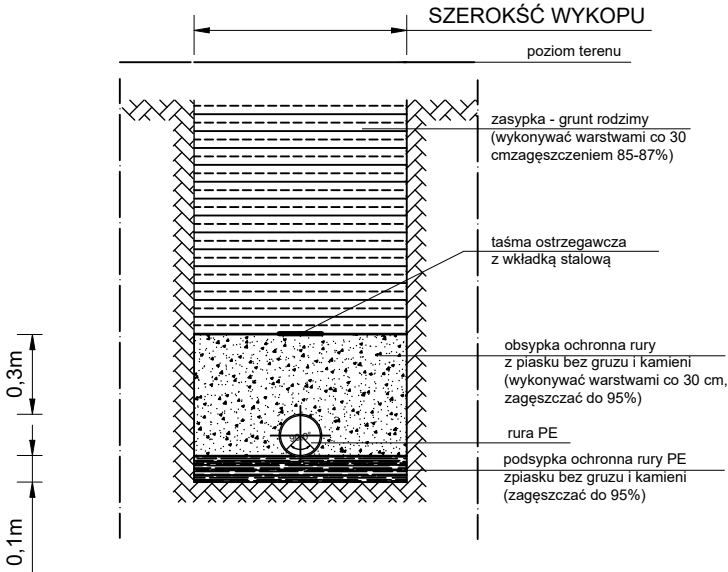 SZEROKŚĆ WYKOPU
poziom terenu
zasypka - grunt rodzimy
(wykonywać warstwami co 30
cmzagęszczeniem 85-87%)
taśma ostrzegawcza
z wkładką stalową
obsypka ochronna rury
z piasku bez gruzu i kamieni
(wykonywać warstwami co 30 cm,
zagęszczać do 95%)
rura PE
podsypka ochronna rury PE
zpiasku bez gruzu i kamieni
(zagęszczać do 95%)
0,3m
0,1m